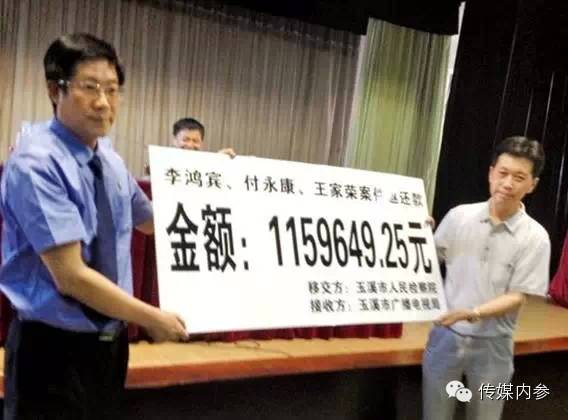 李鸿宾、付永康、王家荣案件返还款
金额：1159649.25元
移交方：玉溪市人民检察院
接收方：玉溪市广播电视局
传媒内参